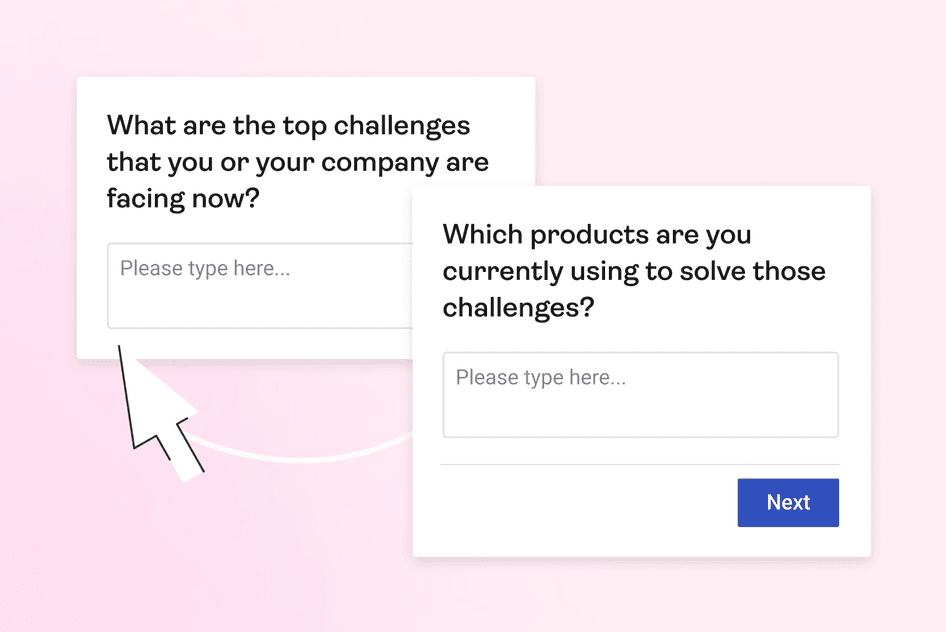 What are the top challenges
that you or your company are
facing now?
Please type here...
Which products are you
currently using to solve those
challenges?
Please type here...
Next